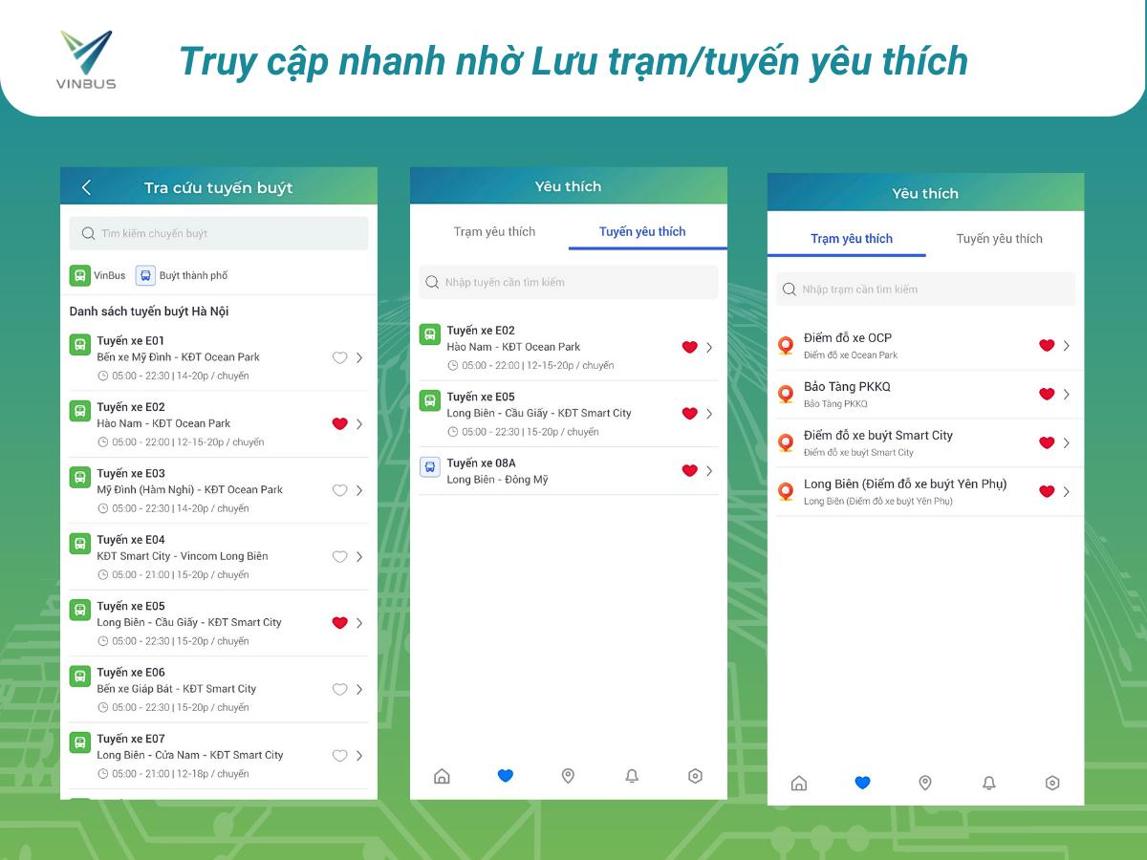 VINBUS
Truy cập nhanh nhờ Lưu trạm/tuyến yêu thích
Tra cứu tuyến buýt
Tìm kiếm chuyến buýt
VinBus
Buýt thành phố
Danh sách tuyến buýt Hà Nội
Tuyến xe E01
Bến xe Mỹ Đình - KĐT Ocean Park
05:00 - 22:30 | 14-20p / chuyến
Tuyến xe E02
Hào Nam - KĐT Ocean Park
05:00 - 22:00 | 12-15-20p / chuyến
Tuyến xe E03
Mỹ Đình (Hàm Nghi) - KĐT Ocean Park
05:00 - 22:30 | 14-20p / chuyến
Tuyến xe E04
KĐT Smart City - Vincom Long Biên
05:00 - 21:00 | 15-20p / chuyến
Tuyến xe E05
Long Biên - Cầu Giấy - KĐT Smart City
05:00 - 22:30 | 15-20p / chuyến
Tuyến xe E06
Bến xe Giáp Bát - KĐT Smart City
05:00 - 22:30 | 15-20p / chuyến
Tuyến xe E07
Long Biên - Cửa Nam - KĐT Smart City
05:00 - 21:00 | 12-18p / chuyến
Yêu thích
Trạm yêu thích
Tuyến yêu thích
Nhập tuyến cần tìm kiếm
Tuyến xe E02
Hào Nam - KĐT Ocean Park
05:00 - 22:00 | 12-15-20p / chuyến
Tuyến xe E05
Long Biên - Cầu Giấy - KĐT Smart City
05:00 - 22:30 | 15-20p / chuyến
Tuyến xe 08A
Long Biên - Đông Mỹ
Yêu thích
Trạm yêu thích
Tuyến yêu thích
Nhập trạm cần tìm kiếm
Điểm đỗ xe OCP
Điểm đỗ xe Ocean Park
Bảo Tàng PKKQ
Bảo Tàng PKKQ
Điểm đỗ xe buýt Smart City
Điểm đỗ xe buýt Smart City
Long Biên (Điểm đỗ xe buýt Yên Phụ)
Long Biên (Điểm đỗ xe buýt Yên Phụ)